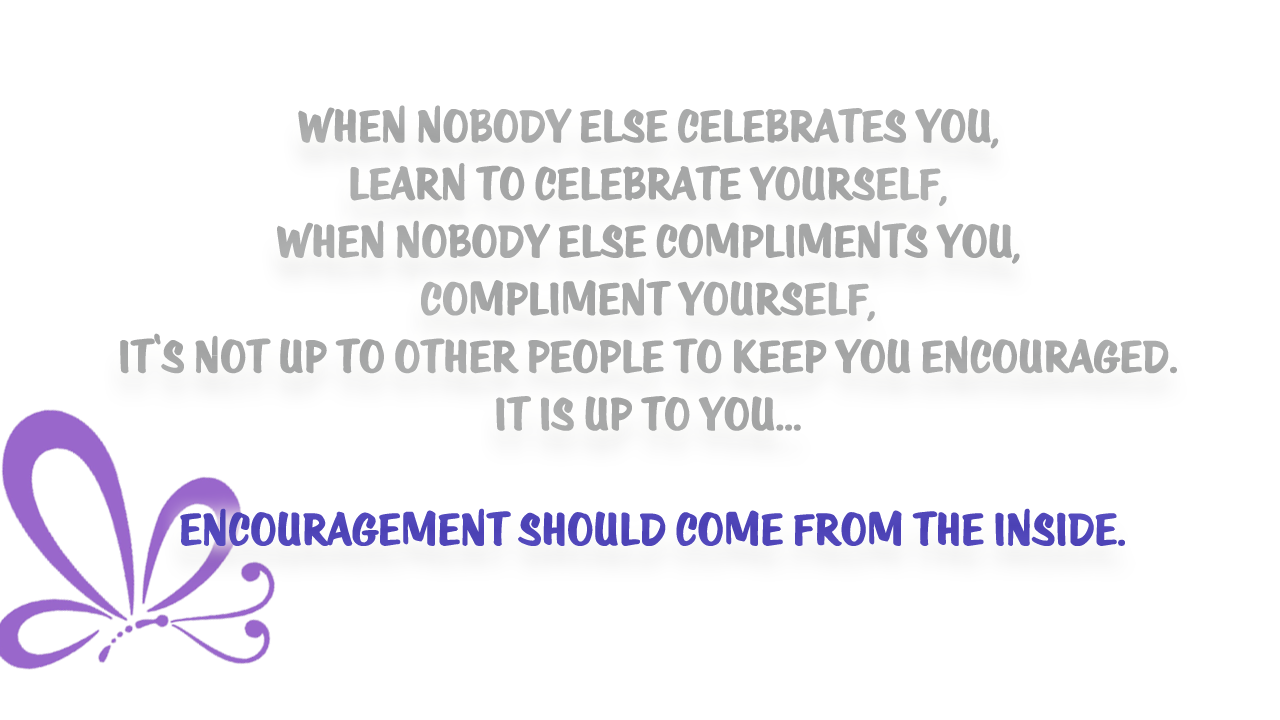 WHEN NOBODY ELSE CELEBRATES YOU,
LEARN TO CELEBRATE YOURSELF,
WHEN NOBODY ELSE COMPLIMENTS YOU,
COMPLIMENT YOURSELF,
IT'S NOT UP TO OTHER PEOPLE TO KEEP YOU ENCOURAGED.
IT IS UP TO YOU...
ENCOURAGEMENT SHOULD COME FROM THE INSIDE.